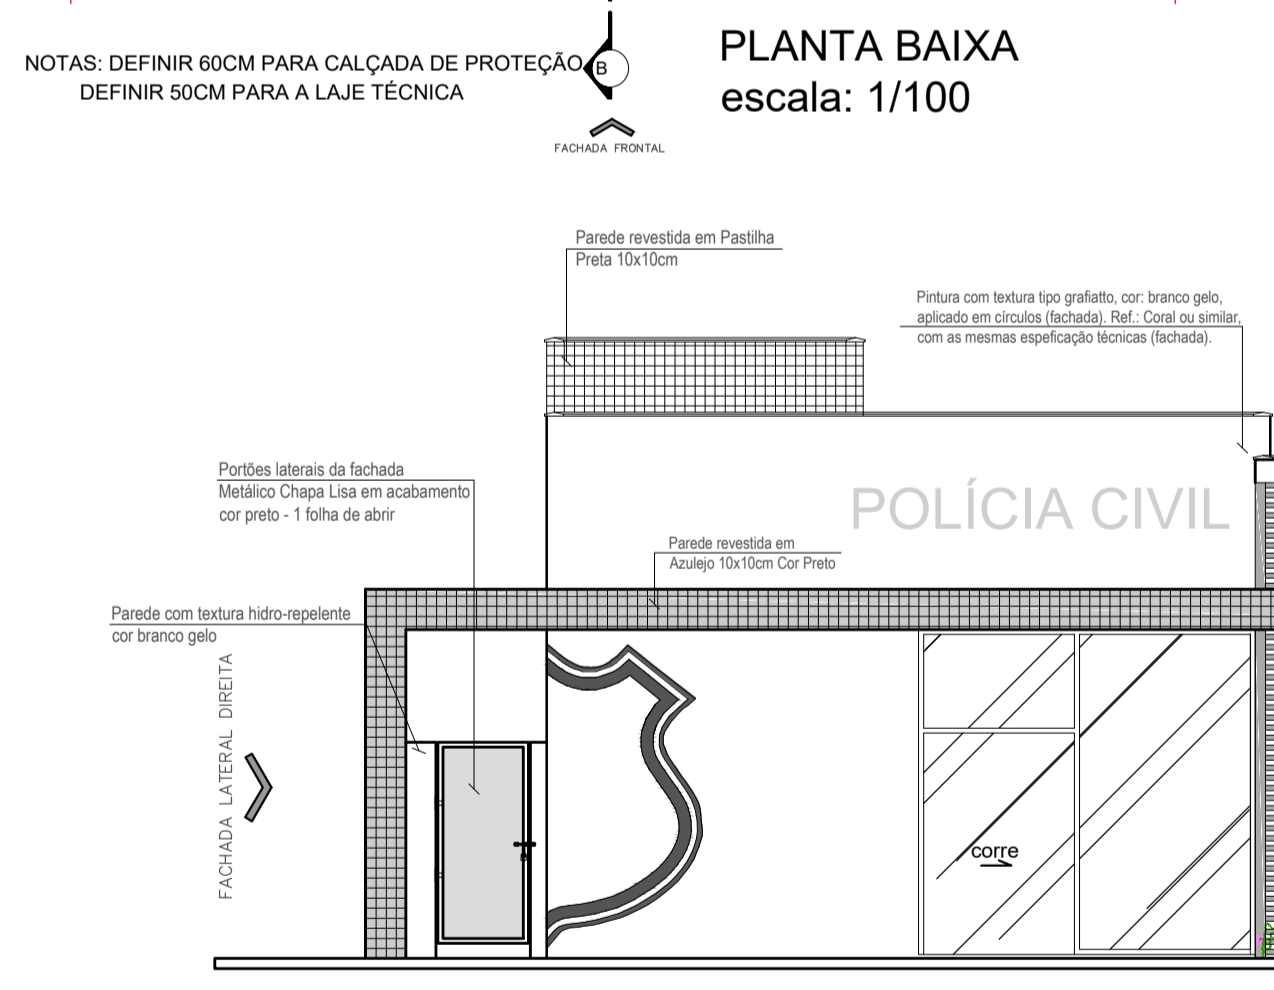 NOTAS: DEFINIR 60CM PARA CALÇADA DE PROTEÇÃO
DEFINIR 50CM PARA A LAJE TÉCNICA
B
FACHADA FRONTAL
PLANTA BAIXA
escala: 1/100
Parede revestida em Pastilha
Preta 10x10cm
Pintura com textura tipo grafiatto, cor: branco gelo,
aplicado em círculos (fachada). Ref.: Coral ou similar,
com as mesmas espeficação técnicas (fachada).
Portões laterais da fachada
Metálico Chapa Lisa em acabamento
cor preto - 1 folha de abrir
POLÍCIA CIVIL
Parede revestida em
Azulejo 10x10cm Cor Preto
Parede com textura hidro-repelente
cor branco gelo
FACHADA LATERAL DIREITA
corre